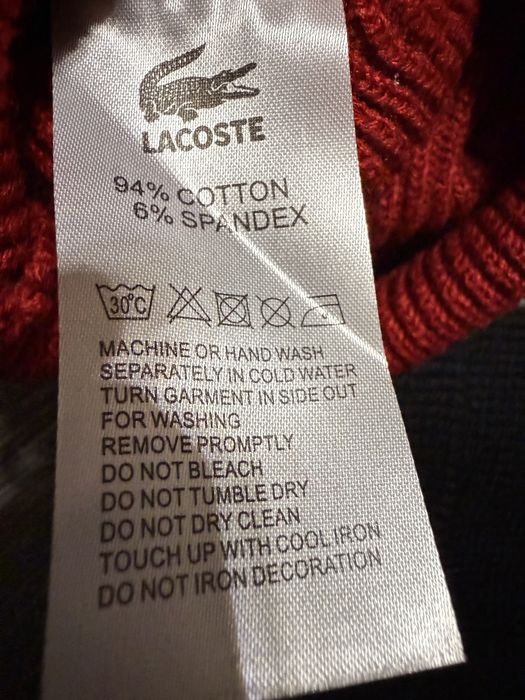 LACOSTE
94% COTTON
6% SPANDEX
30°C
MACHINE OR HAND WASH
SEPARATELY IN COLD WATER
TURN GARMENT IN SIDE OUT
FOR WASHING
REMOVE PROMPTLY
DO NOT BLEACH
DO NOT TUMBLE DRY
DO NOT DRY CLEAN
TOUCH UP WITH COOL IRON
DO NOT IRON DECORATION